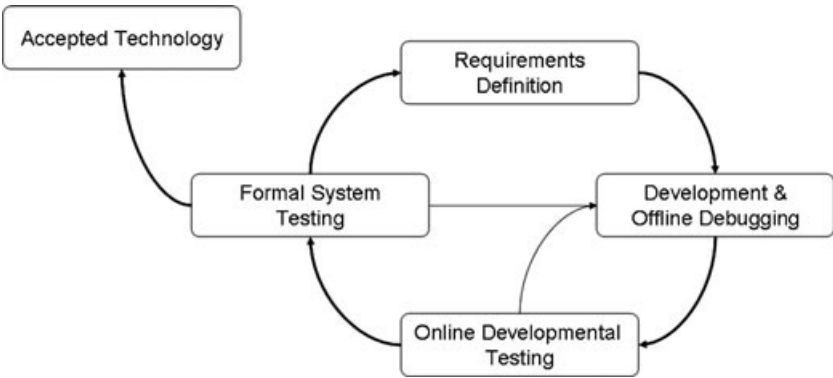 Accepted Technology
Requirements
Definition
Formal System
Testing
Development &
Offline Debugging
Online Developmental
Testing